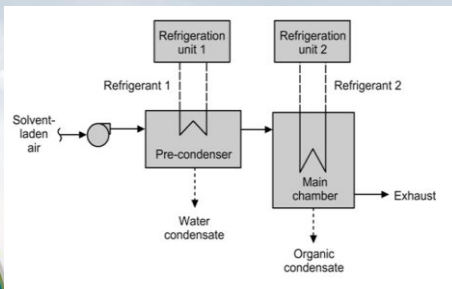 Refrigeration
unit 1
Refrigeration
unit 2
Refrigerant 1
Refrigerant 2
Solvent-
laden
air
Pre-condenser
Main
chamber
Exhaust
Water
condensate
Organic
condensate